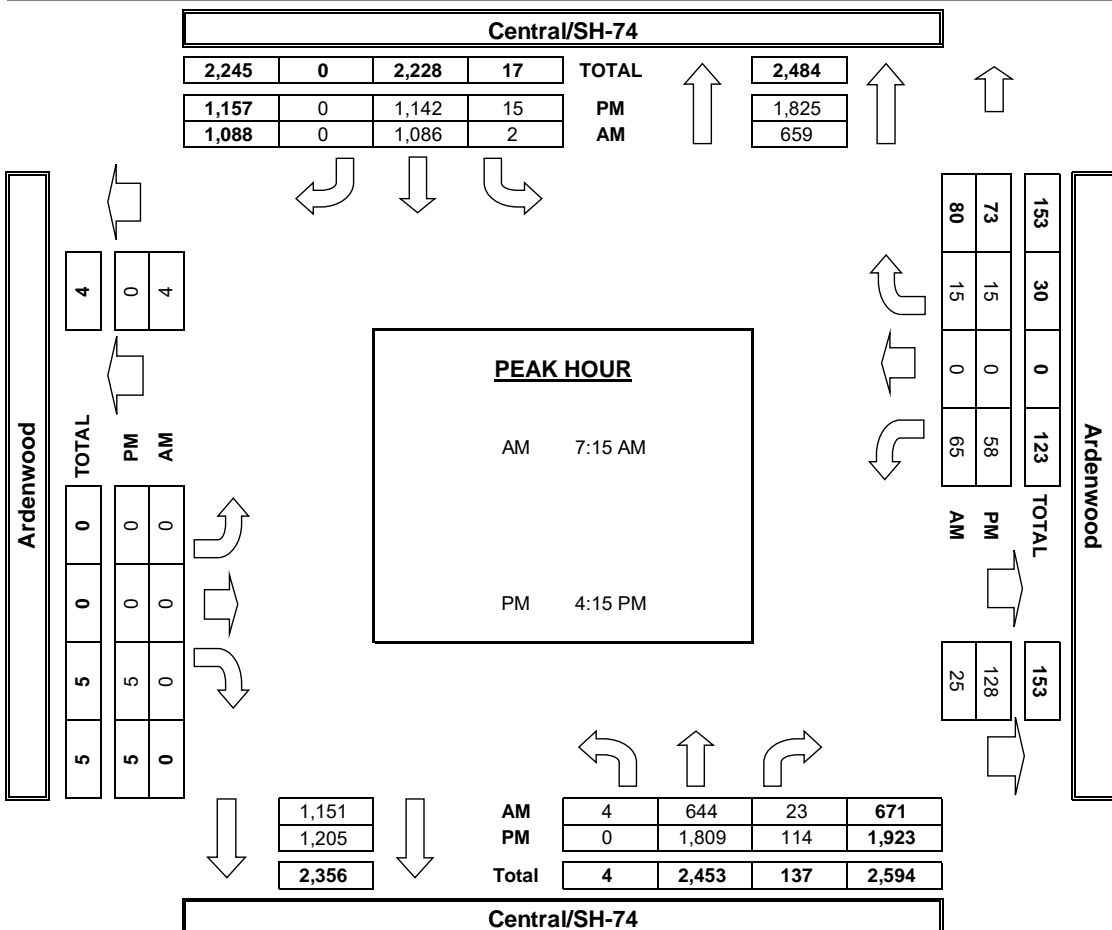 Central/SH-74
2,245 0 2,228 17 TOTAL 2,484
1,157 0 1,142 15 PM 1,825
1,088 0 1,086 2 AM 659
Ardenwood
TOTAL PM AM
4 0 4
0 0 0
0 0 0
5 5 0
5 5 0
PEAK HOUR
AM 7:15 AM
PM 4:15 PM
153 30 0 123 TOTAL
73 15 0 58 PM
80 15 0 65 AM
153
128
25
Ardenwood
1,151 AM 4 644 23 671
1,205 PM 0 1,809 114 1,923
2,356 Total 4 2,453 137 2,594
Central/SH-74